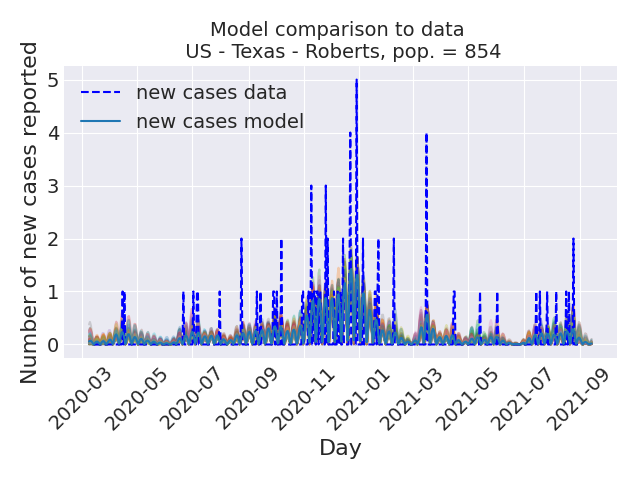 Model comparison to data
US - Texas - Roberts, pop. = 854
Number of new cases reported
5
4
3
2
1
0
new cases data
new cases model
2020-03
2020-05
2020-07
2020-09
2020-11
2021-01
2021-03
2021-05
2021-07
2021-09
Day